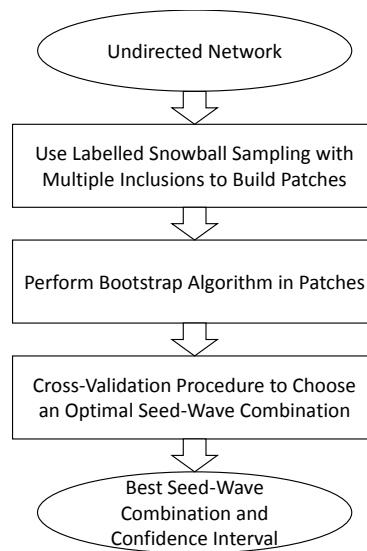 Undirected Network
Use Labelled Snowball Sampling with
Multiple Inclusions to Build Patches
Perform Bootstrap Algorithm in Patches
Cross-Validation Procedure to Choose
an Optimal Seed-Wave Combination
Best Seed-Wave
Combination and
Confidence Interval